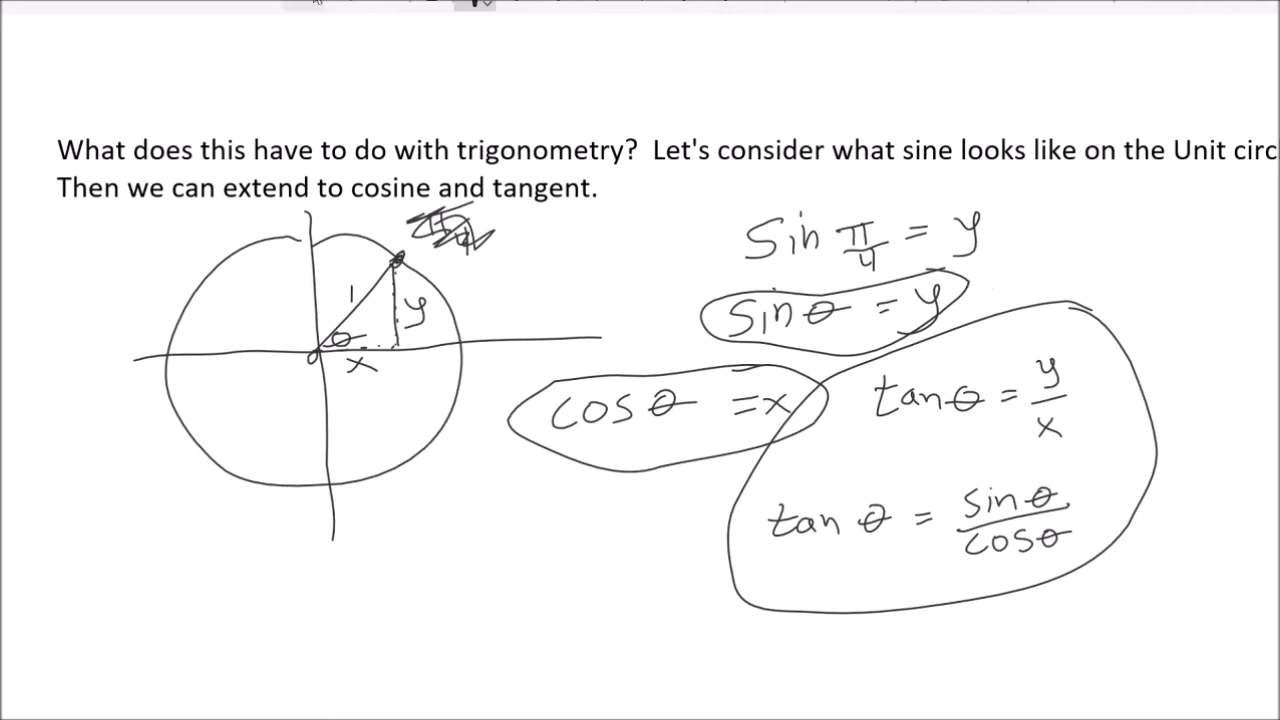 What does this have to do with trigonometry? Let's consider what sine looks like on the Unit circ
Then we can extend to cosine and tangent.
sin π/4 = y
sin θ = y
1
y
θ
x
cos θ = x
tan θ = y/x
tan θ = sin θ/cos θ